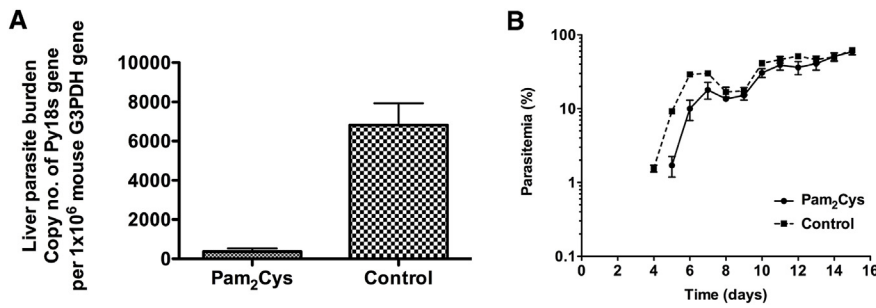 A
Liver parasite burden
Copy no. of Py18s gene
per 1x10⁶ mouse G3PDH gene
10000
8000
6000
4000
2000
0
Pam₂Cys
Control
B
Parasitemia (%)
100
10
1
0.1
0 2 4 6 8 10 12 14 16
Time (days)
Pam₂Cys
Control